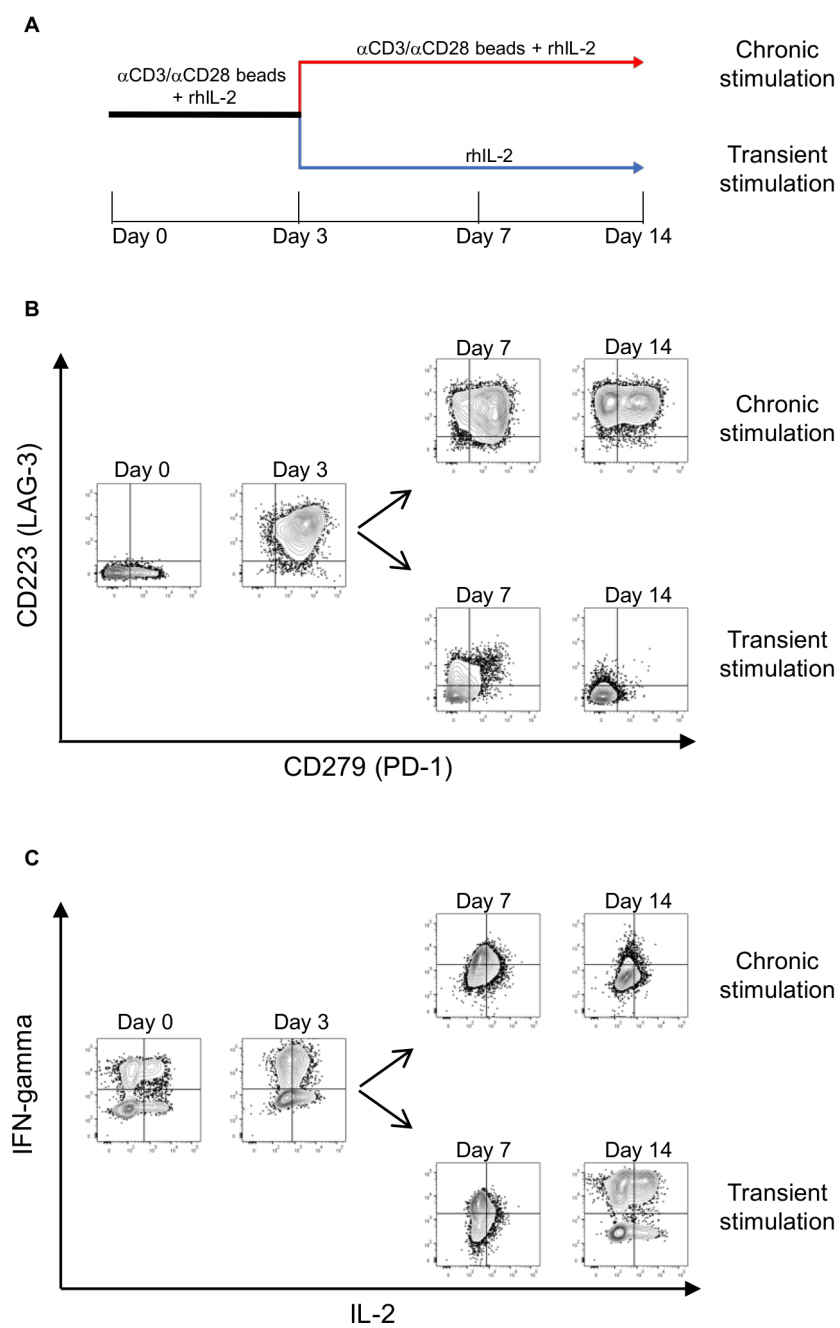 A
αCD3/αCD28 beads + rhIL-2
Chronic
stimulation
αCD3/αCD28 beads
+ rhIL-2
rhIL-2
Transient
stimulation
Day 0
Day 3
Day 7
Day 14
B
Day 7
Day 14
Chronic
stimulation
Day 0
Day 3
CD223 (LAG-3)
Day 7
Day 14
Transient
stimulation
CD279 (PD-1)
C
Day 7
Day 14
Chronic
stimulation
Day 0
Day 3
IFN-gamma
Day 7
Day 14
Transient
stimulation
IL-2